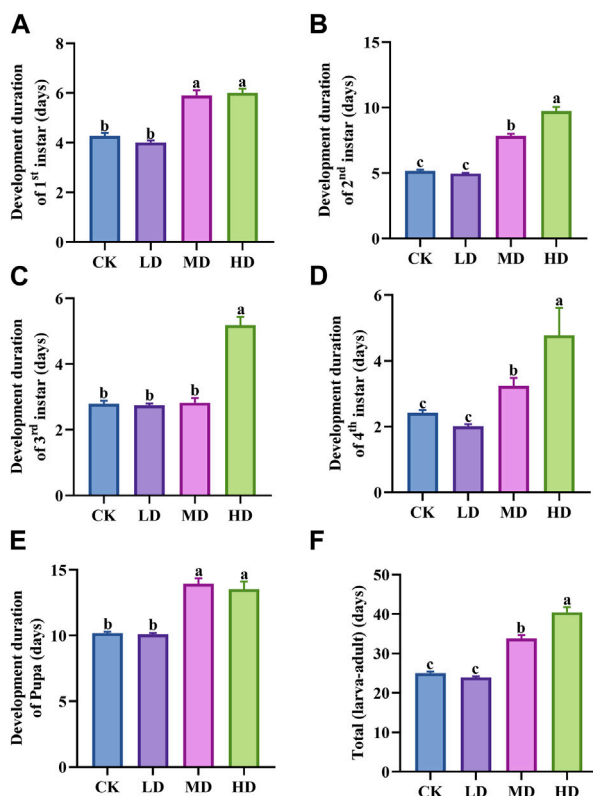 A
Development duration
of 1st instar (days)
8
6
4
2
0
b
b
a
a
CK LD MD HD
B
Development duration
of 2nd instar (days)
15
10
5
0
c
c
b
a
CK LD MD HD
C
Development duration
of 3rd instar (days)
6
4
2
0
b
b
b
a
CK LD MD HD
D
Development duration
of 4th instar (days)
6
4
2
0
c
c
b
a
CK LD MD HD
E
Development duration
of Pupa (days)
15
10
5
0
b
b
a
a
CK LD MD HD
F
Total (larva-adult) (days)
50
40
30
20
10
0
c
c
b
a
CK LD MD HD